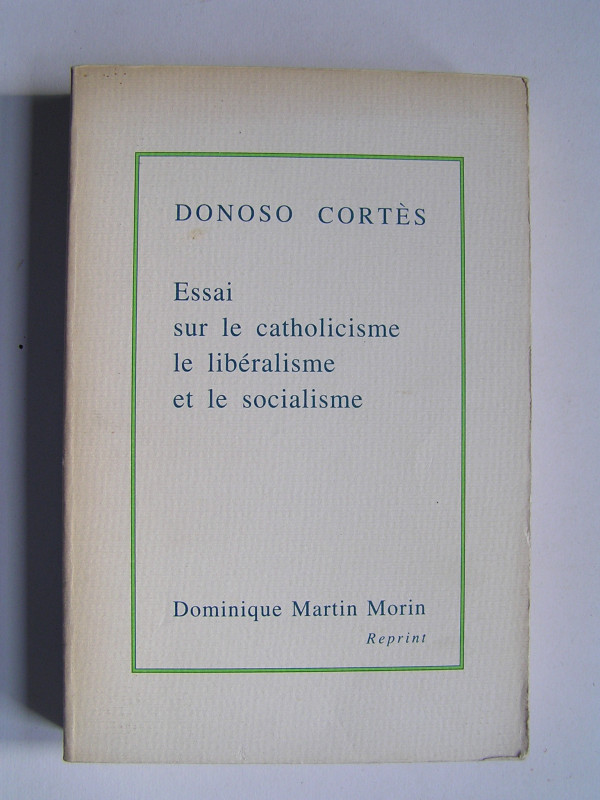 DONOSO CORTÈS
Essai
sur le catholicisme
le libéralisme
et le socialisme
Dominique Martin Morin
Reprint